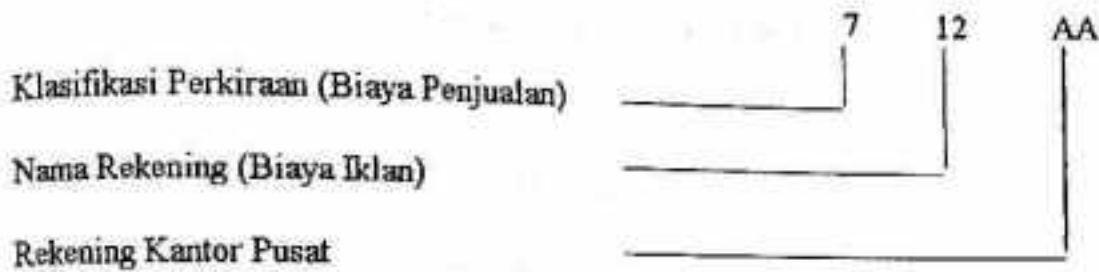 7 12 AA
Klasifikasi Perkiraan (Biaya Penjualan)
Nama Rekening (Biaya Iklan)
Rekening Kantor Pusat